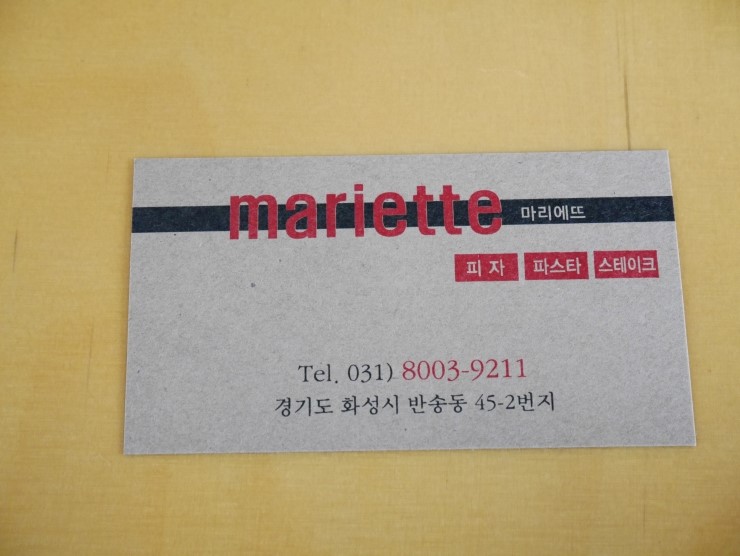 mariette 마리에뜨
피자 파스타 스테이크
Tel. 031) 8003-9211
경기도 화성시 반송동 45-2번지